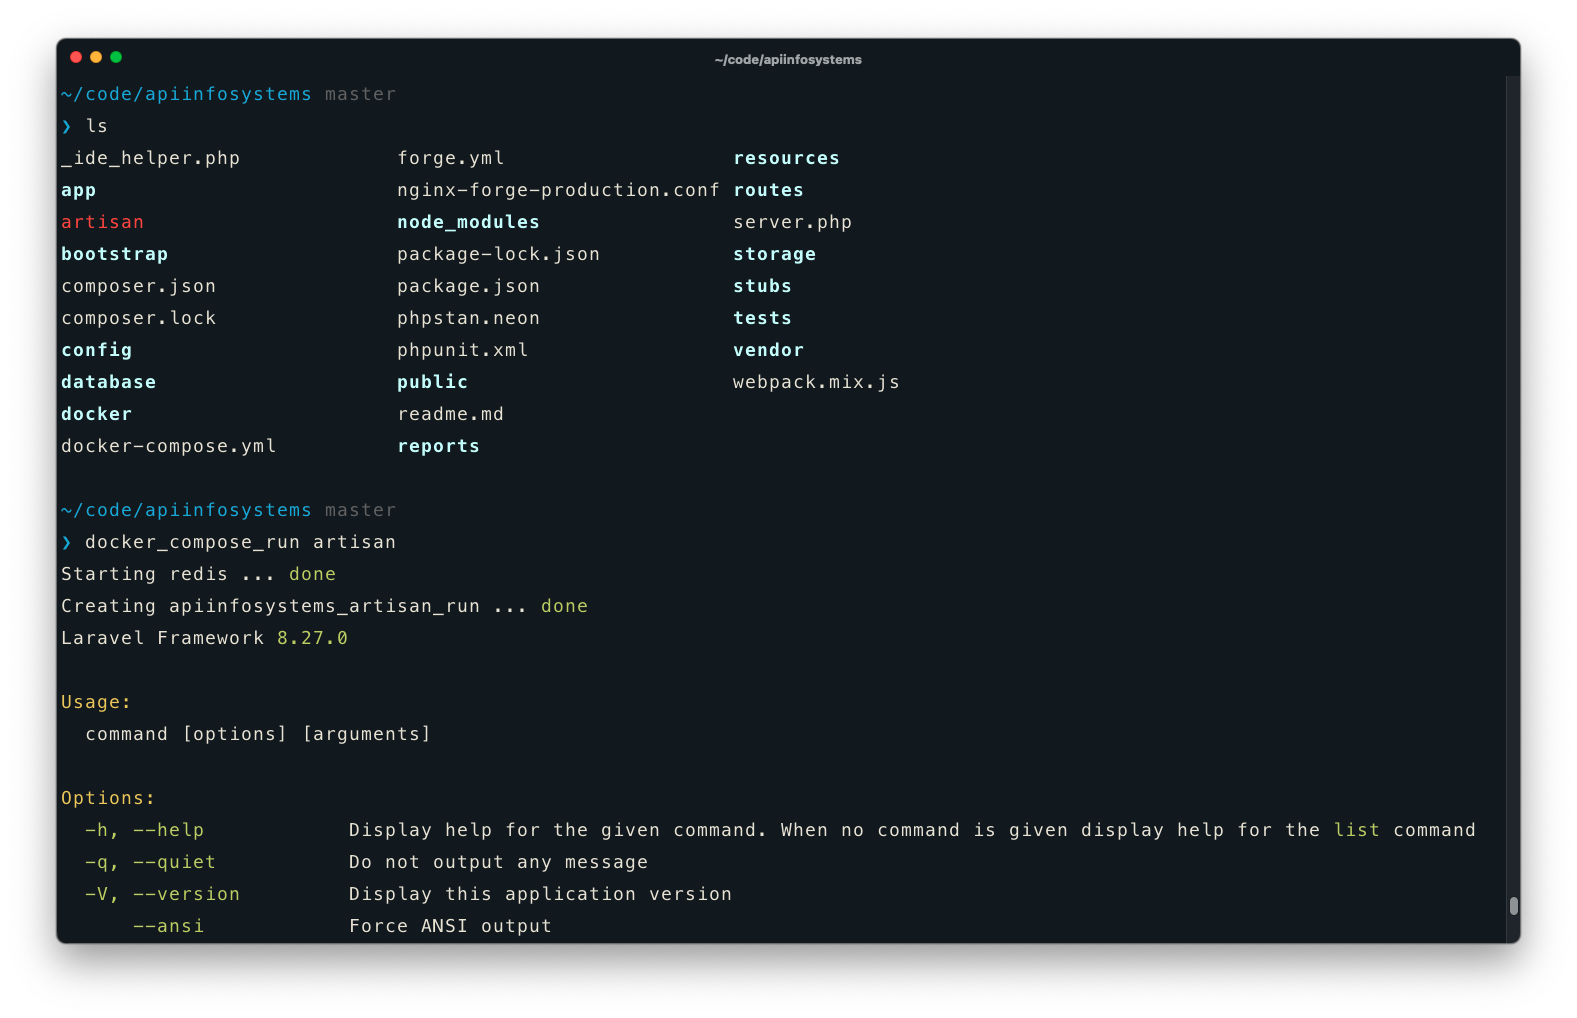 ~/code/apiinfosystems
~/code/apiinfosystems master
❯ ls
_ide_helper.php forge.yml resources
app nginx-forge-production.conf routes
artisan node_modules server.php
bootstrap package-lock.json storage
composer.json package.json stubs
composer.lock phpstan.neon tests
config phpunit.xml vendor
database public webpack.mix.js
docker readme.md
docker-compose.yml reports
~/code/apiinfosystems master
❯ docker_compose_run artisan
Starting redis ... done
Creating apiinfosystems_artisan_run ... done
Laravel Framework 8.27.0
Usage:
command [options] [arguments]
Options:
-h, --help Display help for the given command. When no command is given display help for the list command
-q, --quiet Do not output any message
-V, --version Display this application version
--ansi Force ANSI output